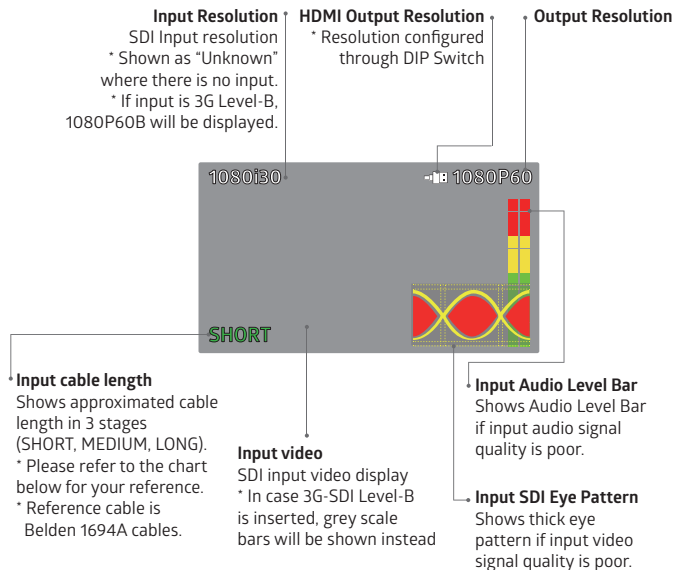 Input Resolution
SDI Input resolution
* Shown as “Unknown”
where there is no input.
* If input is 3G Level-B,
1080P60B will be displayed.
HDMI Output Resolution
* Resolution configured
through DIP Switch
Output Resolution
1080i30
1080P60
SHORT
Input cable length
Shows approximated cable
length in 3 stages
(SHORT, MEDIUM, LONG).
* Please refer to the chart
below for your reference.
* Reference cable is
Belden 1694A cables.
Input video
SDI input video display
* In case 3G-SDI Level-B
is inserted, grey scale
bars will be shown instead
Input Audio Level Bar
Shows Audio Level Bar
if input audio signal
quality is poor.
Input SDI Eye Pattern
Shows thick eye
pattern if input video
signal quality is poor.